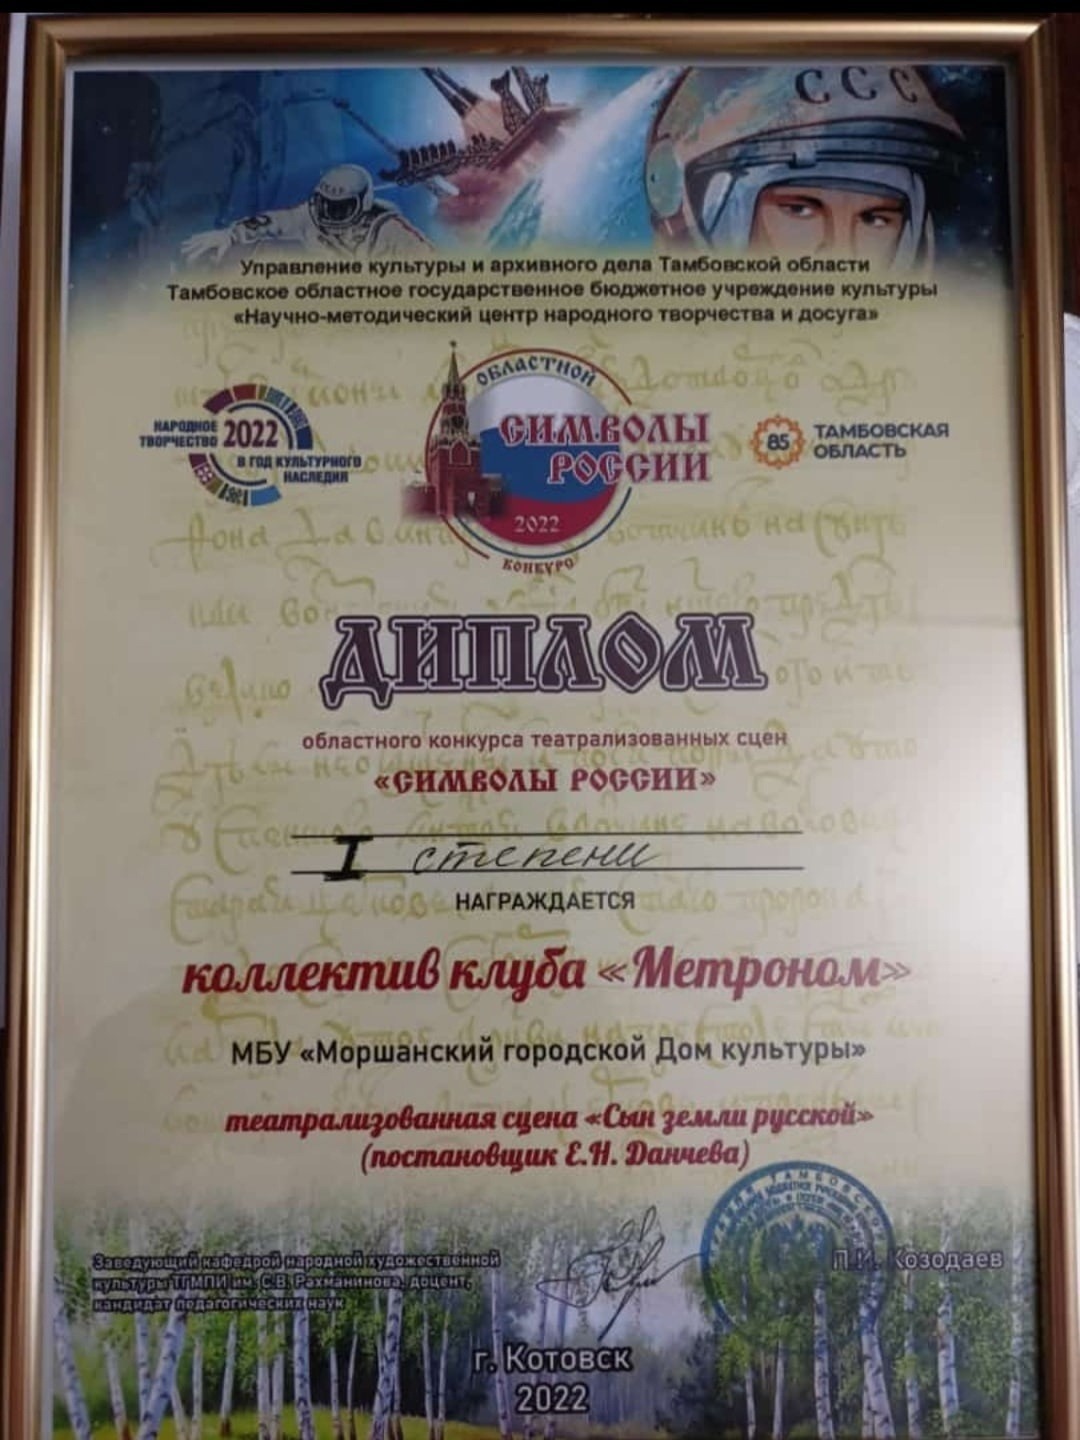 СССР
ССС
Управление культуры и архивного дела Тамбовской области
Тамбовское областное государственное бюджетное учреждение культуры
«Научно-методический центр народного творчества и досуга»
НАРОДНОЕ
ТВОРЧЕСТВО 2022
В ГОД КУЛЬТУРНОГО
НАСЛЕДИЯ
ОБЛАСТНОЙ
СИМВОЛЫ
РОССИИ
2022
КОНКУРС
85
ТАМБОВСКАЯ
ОБЛАСТЬ
ДИПЛОМ
областного конкурса театрализованных сцен
«СИМВОЛЫ РОССИИ»
I степени
НАГРАЖДАЕТСЯ
коллектив клуба «Метроном»
МБУ «Моршанский городской Дом культуры»
театрализованная сцена «Сын земли русской»
(постановщик Е.Н. Данчева)
Заведующий кафедрой народной художественной
культуры ТГМПИ им. С.В. Рахманинова, доцент,
кандидат педагогических наук
П.И. Козодаев
г. Котовск
2022